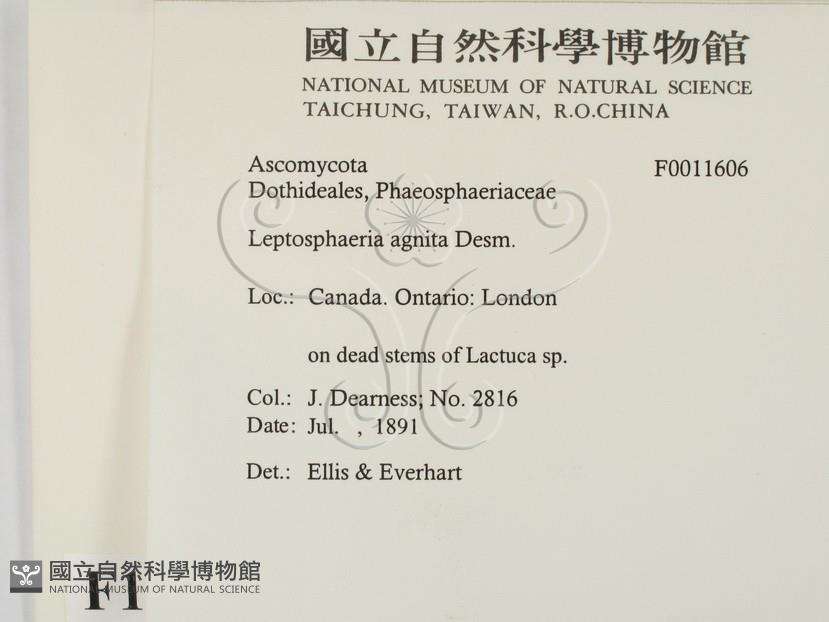 國立自然科學博物館
NATIONAL MUSEUM OF NATURAL SCIENCE
TAICHUNG, TAIWAN, R.O.CHINA
Ascomycota F0011606
Dothideales, Phaeosphaeriaceae
Leptosphaeria agnita Desm.
Loc.: Canada. Ontario: London
on dead stems of Lactuca sp.
Col.: J. Dearness; No. 2816
Date: Jul. , 1891
Det.: Ellis & Everhart
國立自然科學博物館
NATIONAL MUSEUM OF NATURAL SCIENCE
F1